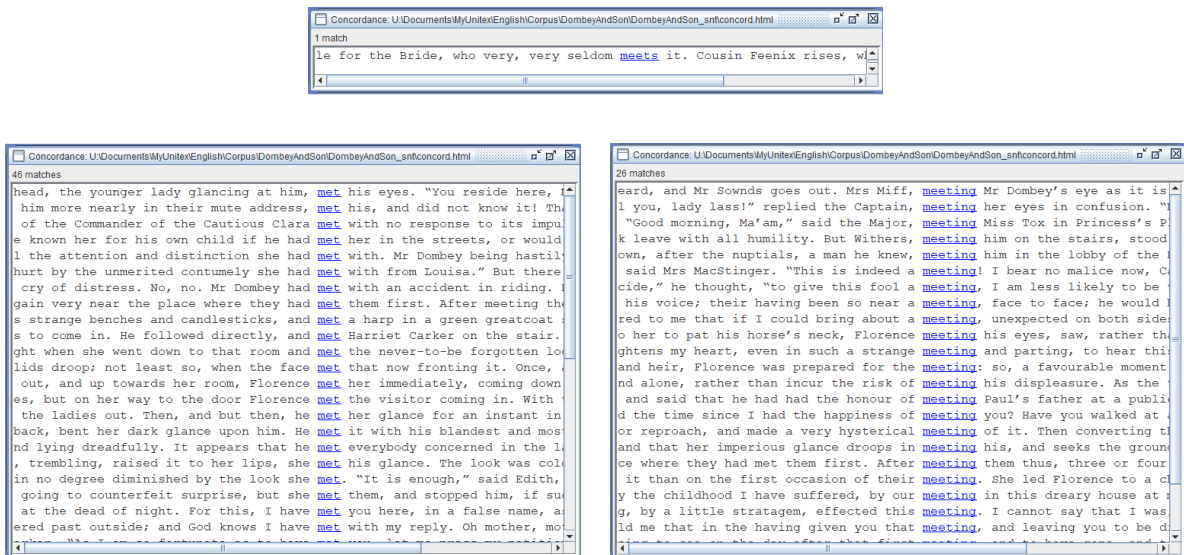 Concordance: U:\Documents\MyUnitex\English\Corpus\DombeyAndSon\DombeyAndSon_snt\concord.html
1 match
le for the Bride, who very, very seldom meets it. Cousin Feenix rises, wl
Concordance: U:\Documents\MyUnitex\English\Corpus\DombeyAndSon\DombeyAndSon_snt\concord.html
46 matches
head, the younger lady glancing at him, met his eyes. “You reside here,
him more nearly in their mute address, met his, and did not know it! Tha
of the Commander of the Cautious Clara met with no response to its impul
e known her for his own child if he had met her in the streets, or would
l the attention and distinction she had met with. Mr Dombey being hastil
hurt by the unmerited contumely she had met with from Louisa.” But there
cry of distress. No, no. Mr Dombey had met with an accident in riding.
gain very near the place where they had met them first. After meeting the
s strange benches and candlesticks, and met a harp in a green greatcoat
s to come in. He followed directly, and met Harriet Carker on the stair.
ght when she went down to that room and met the never-to-be forgotten loo
lids droop; not least so, when the face met that now fronting it. Once,
out, and up towards her room, Florence met her immediately, coming down
es, but on her way to the door Florence met the visitor coming in. With
the ladies out. Then, and but then, he met her glance for an instant in
back, bent her dark glance upon him. He met it with his blandest and mos
nd lying dreadfully. It appears that he met everybody concerned in the la
, trembling, raised it to her lips, she met his glance. The look was col
in no degree diminished by the look she met. “It is enough,” said Edith,
going to counterfeit surprise, but she met them, and stopped him, if su
at the dead of night. For this, I have met you here, in a false name, a
ered past outside; and God knows I have met with my reply. Oh mother, mo
Concordance: U:\Documents\MyUnitex\English\Corpus\DombeyAndSon\DombeyAndSon_snt\concord.html
26 matches
eard, and Mr Sownds goes out. Mrs Miff, meeting Mr Dombey’s eye as it is
l you, lady lass!” replied the Captain, meeting her eyes in confusion.
“Good morning, Ma’am,” said the Major, meeting Miss Tox in Princess’s P
k leave with all humility. But Withers, meeting him on the stairs, stood
own, after the nuptials, a man he knew, meeting him in the lobby of the
said Mrs MacStinger. “This is indeed a meeting! I bear no malice now, C
cide,” he thought, “to give this fool a meeting, I am less likely to be
his voice; their having been so near a meeting, face to face; he would
red to me that if I could bring about a meeting, unexpected on both side
o her to pat his horse’s neck, Florence meeting his eyes, saw, rather tha
ghtens my heart, even in such a strange meeting and parting, to hear this
and heir, Florence was prepared for the meeting: so, a favourable moment
nd alone, rather than incur the risk of meeting his displeasure. As the
and said that he had had the honour of meeting Paul’s father at a public
d the time since I had the happiness of meeting you? Have you walked at
or reproach, and made a very hysterical meeting of it. Then converting th
and that her imperious glance droops in meeting his, and seeks the groun
ce where they had met them first. After meeting them thus, three or four
it than on the first occasion of their meeting. She led Florence to a c
y the childhood I have suffered, by our meeting in this dreary house at
g, by a little stratagem, effected this meeting. I cannot say that I was
ld me that in the having given you that meeting, and leaving you to be d